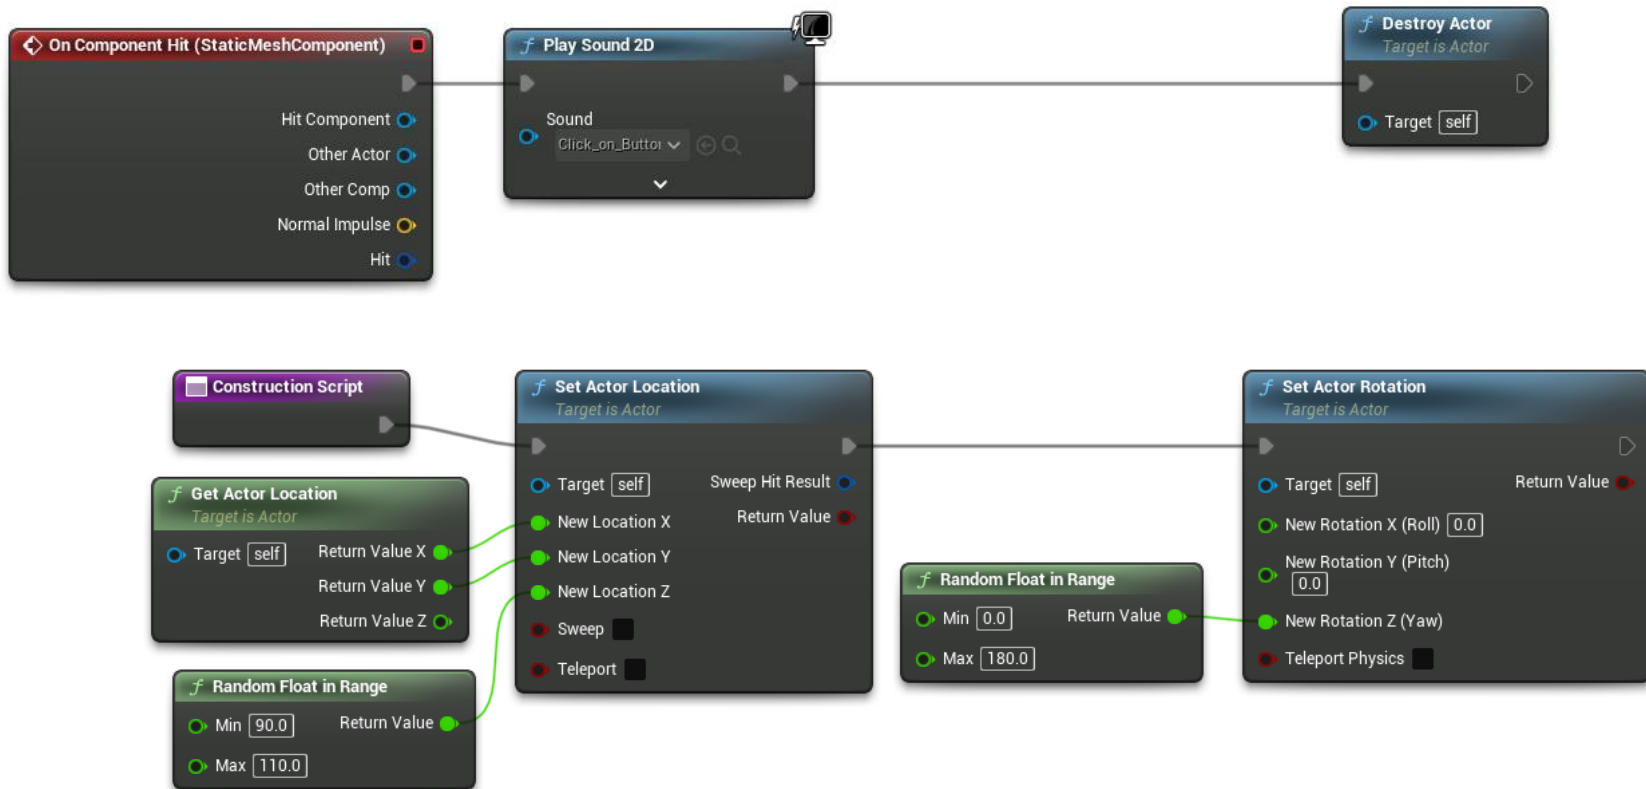 On Component Hit (StaticMeshComponent)
Hit Component
Other Actor
Other Comp
Normal Impulse
Hit
f Play Sound 2D
Sound
Click_on_Buttor
f Destroy Actor
Target is Actor
Target self
Construction Script
f Get Actor Location
Target is Actor
Target self
Return Value X
Return Value Y
Return Value Z
f Random Float in Range
Min 90.0
Return Value
Max 110.0
f Set Actor Location
Target is Actor
Target self
Sweep Hit Result
New Location X
Return Value
New Location Y
New Location Z
Sweep
Teleport
f Random Float in Range
Min 0.0
Return Value
Max 180.0
f Set Actor Rotation
Target is Actor
Target self
Return Value
New Rotation X (Roll) 0.0
New Rotation Y (Pitch)
0.0
New Rotation Z (Yaw)
Teleport Physics